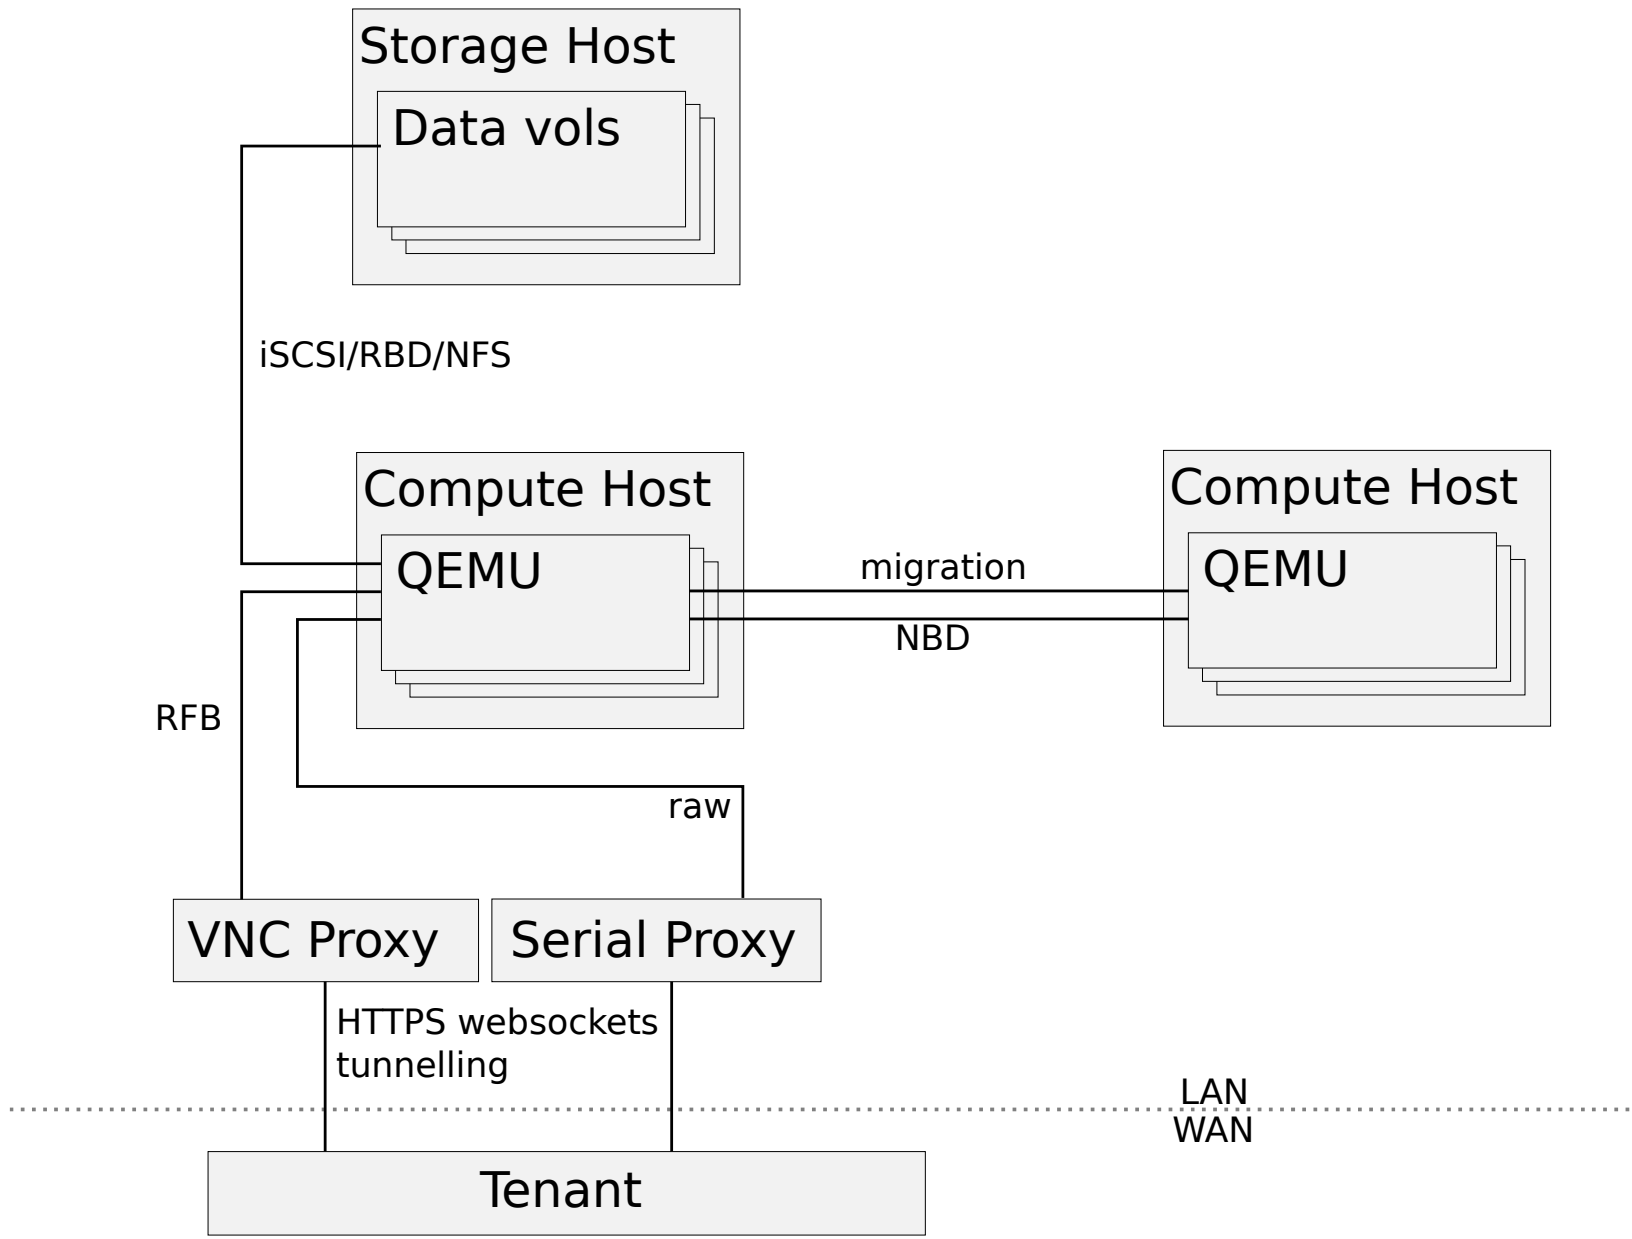 Storage Host
Data vols
iSCSI/RBD/NFS
Compute Host
QEMU
migration
NBD
Compute Host
QEMU
RFB
raw
VNC Proxy
Serial Proxy
HTTPS websockets
tunnelling
LAN
WAN
Tenant